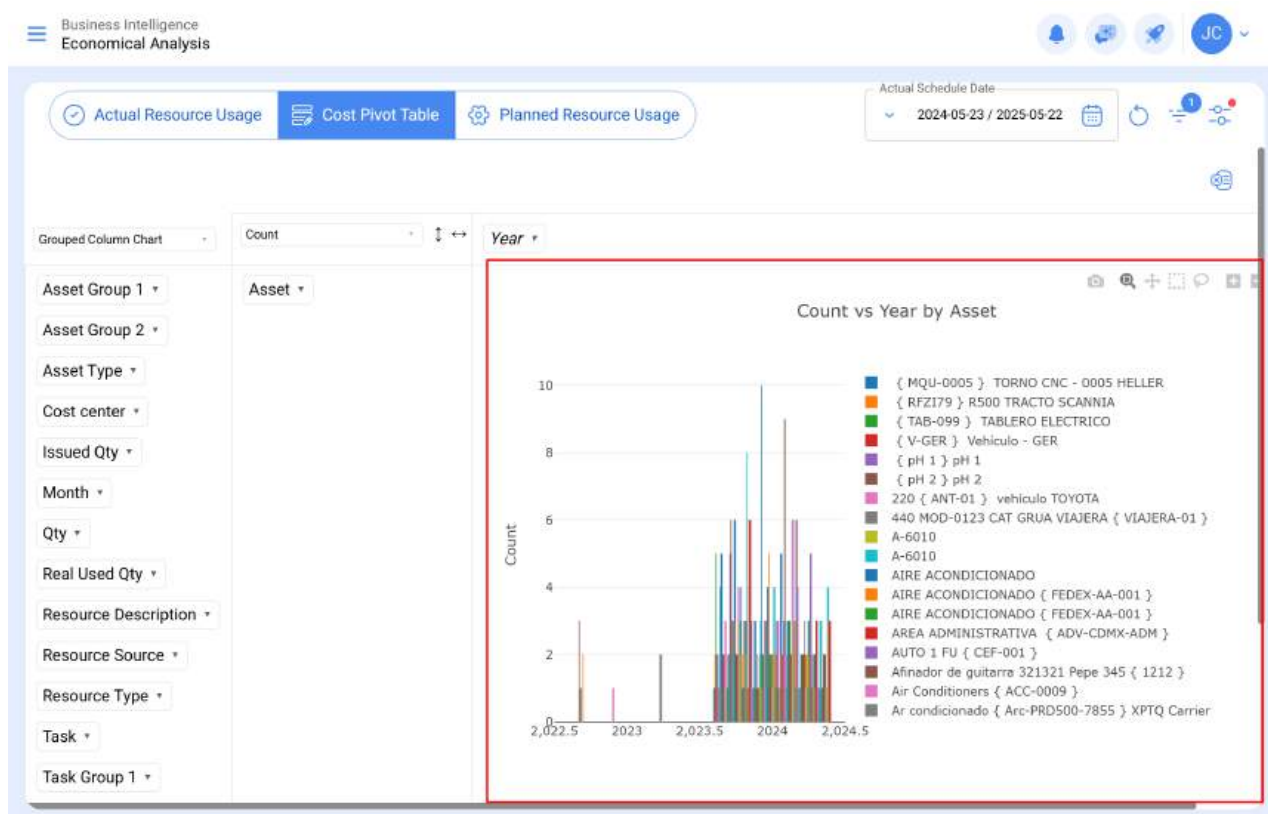 Business Intelligence
Economical Analysis
JC
Actual Resource Usage
Cost Pivot Table
Planned Resource Usage
Actual Schedule Date
2024-05-23 / 2025-05-22
1
Grouped Column Chart
Count
Year
Asset Group 1
Asset Group 2
Asset Type
Cost center
Issued Qty
Month
Qty
Real Used Qty
Resource Description
Resource Source
Resource Type
Task
Task Group 1
Asset
Count vs Year by Asset
Count
10
8
6
4
2
0
2,022.5
2023
2,023.5
2024
2,024.5
{ MQU-0005 } TORNO CNC - 0005 HELLER
{ RFZI79 } R500 TRACTO SCANNIA
{ TAB-099 } TABLERO ELECTRICO
{ V-GER } Vehiculo - GER
{ pH 1 } pH 1
{ pH 2 } pH 2
220 { ANT-01 } vehiculo TOYOTA
440 MOD-0123 CAT GRUA VIAJERA { VIAJERA-01 }
A-6010
A-6010
AIRE ACONDICIONADO
AIRE ACONDICIONADO { FEDEX-AA-001 }
AIRE ACONDICIONADO { FEDEX-AA-001 }
AREA ADMINISTRATIVA { ADV-CDMX-ADM }
AUTO 1 FU { CEF-001 }
Afinador de guitarra 321321 Pepe 345 { 1212 }
Air Conditioners { ACC-0009 }
Ar condicionado { Arc-PRD500-7855 } XPTQ Carrier